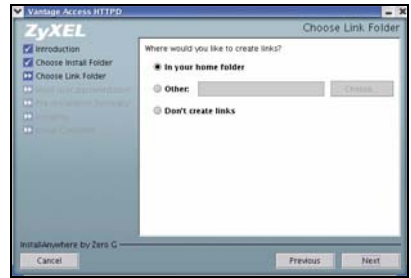 Vantage Access HTTPD
ZyXEL
Choose Link Folder
Introduction
Choose Install Folder
Choose Link Folder
Where would you like to create links?
In your home folder
Other:
Choose...
Don't create links
InstallAnywhere by Zero G
Cancel
Previous
Next